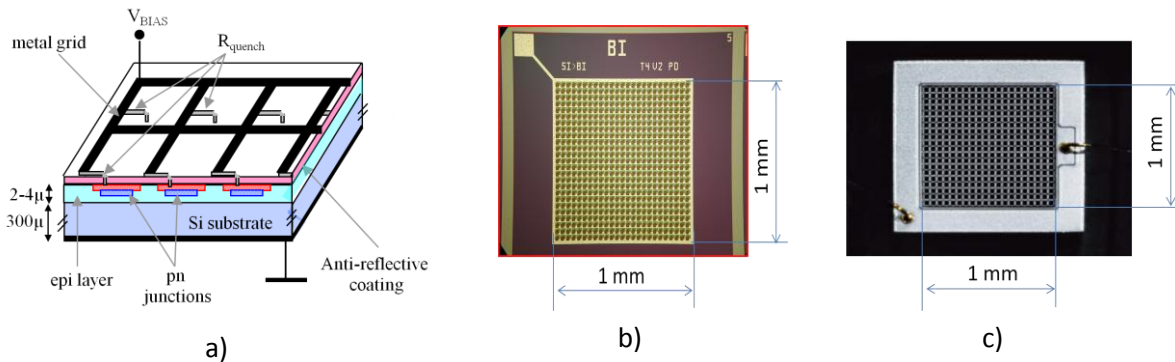 V_BIAS
metal grid
R_quench
2-4µ
300µ
Si substrate
epi layer
pn
junctions
Anti-reflective
coating
a)
BI
5
SI>BI
T4 V2 PD
1 mm
1 mm
b)
1 mm
1 mm
c)